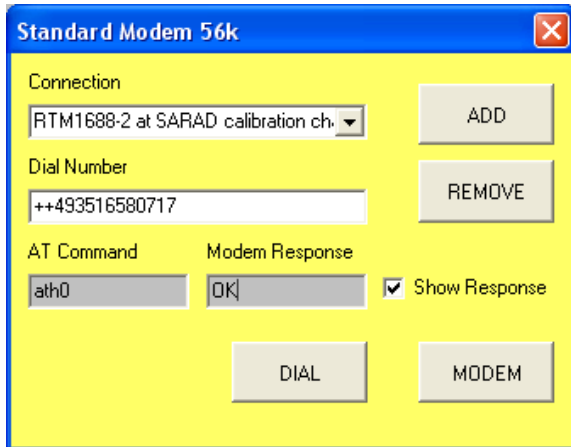 Standard Modem 56k
Connection
RTM1688-2 at SARAD calibration
ADD
Dial Number
++493516580717
REMOVE
AT Command Modem Response
ath0 OK Show Response
DIAL MODEM